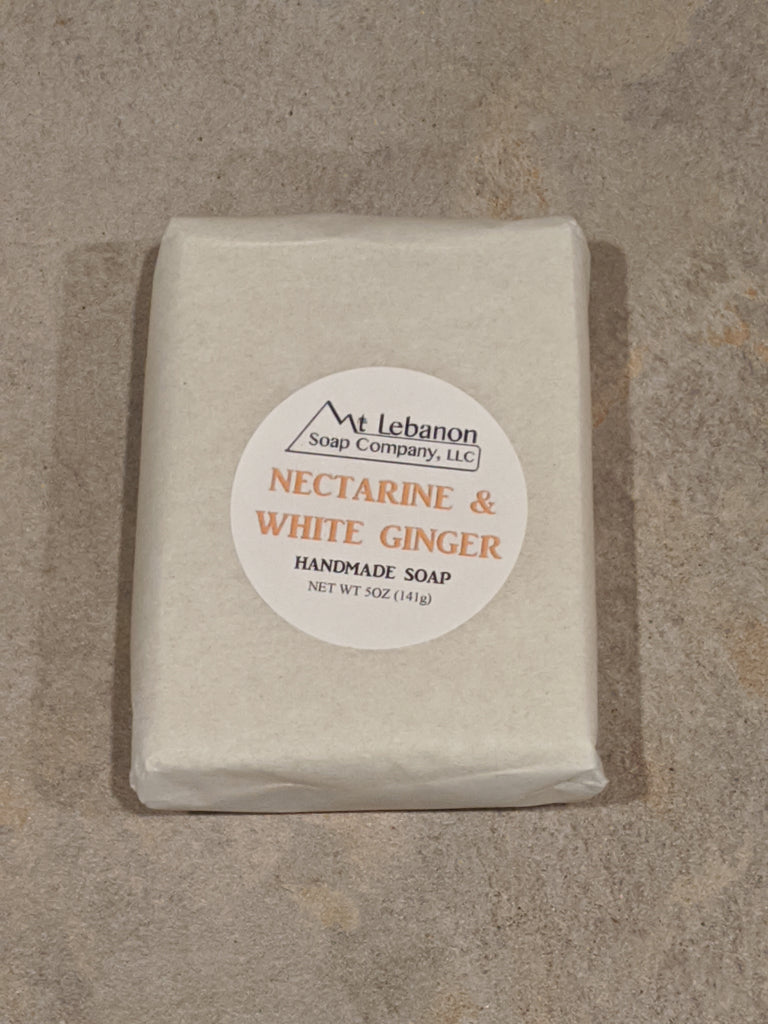 Mt Lebanon
Soap Company, LLC
NECTARINE &
WHITE GINGER
HANDMADE SOAP
NET WT 5OZ (141g)